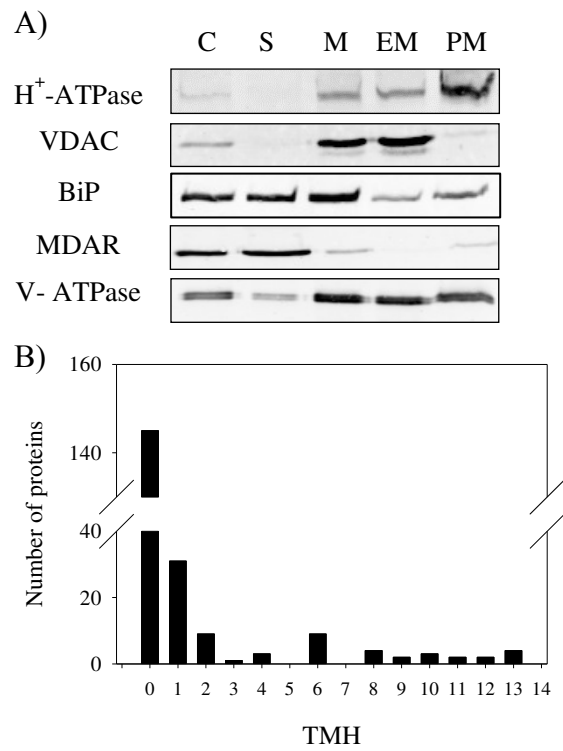 A)
C S M EM PM
H+-ATPase
VDAC
BiP
MDAR
V- ATPase
B)
160
140
40
20
0
Number of proteins
0 1 2 3 4 5 6 7 8 9 10 11 12 13 14
TMH